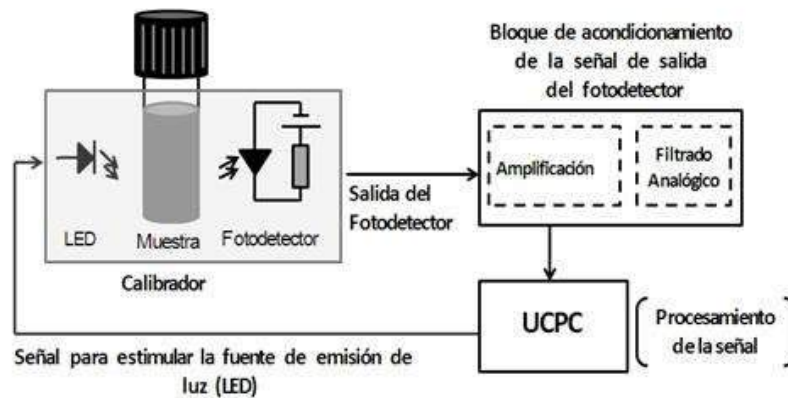 Bloque de acondicionamiento
de la señal de salida
del fotodetector
Amplificación
Filtrado
Analógico
LED
Muestra
Fotodetector
Salida del
Fotodetector
Calibrador
UCPC
Procesamiento
de la señal
Señal para estimular la fuente de emisión de
luz (LED)